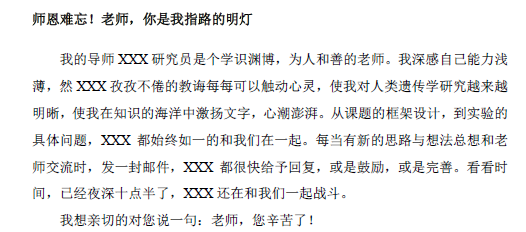 师恩难忘！老师，你是我指路的明灯
我的导师 XXX 研究员是个学识渊博，为人和善的老师。我深感自己能力浅
薄，然 XXX 孜孜不倦的教诲每每可以触动心灵，使我对人类遗传学研究越来越
明晰，使我在知识的海洋中激扬文字，心潮澎湃。从课题的框架设计，到实验的
具体问题，XXX 都始终如一的和我们在一起。每当有新的思路与想法总想和老
师交流时，发一封邮件，XXX 都很快给予回复，或是鼓励，或是完善。看看时
间，已经夜深十点半了，XXX 还在和我们一起战斗。
我想亲切的对您说一句：老师，您辛苦了！